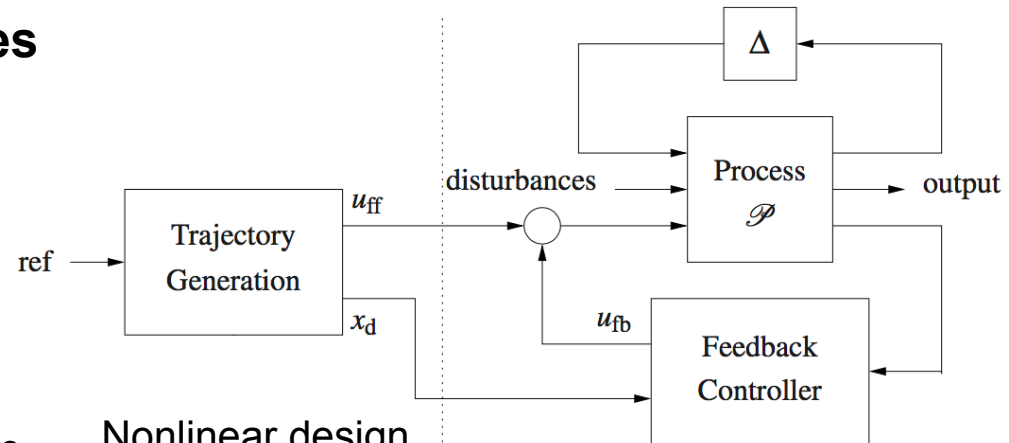 es
Δ
disturbances
Process
𝒫
output
u_ff
Trajectory
Generation
ref
x_d
u_fb
Feedback
Controller
Nonlinear design